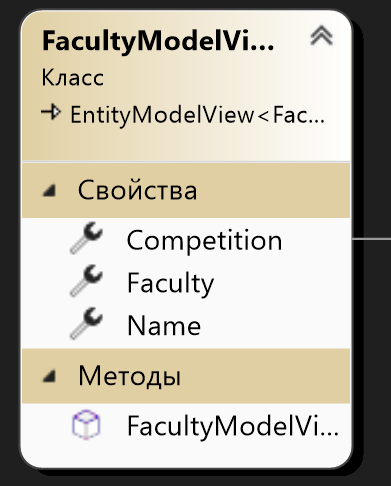 FacultyModelVi...
Класс
EntityModelView<Fac...
Свойства
Competition
Faculty
Name
Методы
FacultyModelVi...